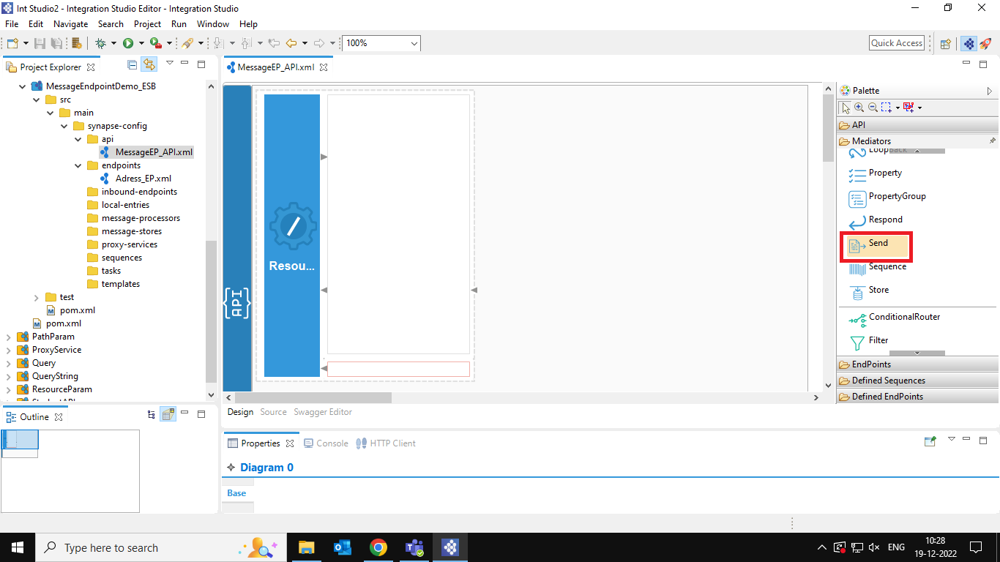 Int Studio2 - Integration Studio Editor - Integration Studio
File Edit Navigate Search Project Run Window Help
100%
Quick Access
Project Explorer
MessageEndpointDemo_ESB
src
main
synapse-config
api
MessageEP_API.xml
endpoints
Adress_EP.xml
inbound-endpoints
local-entries
message-processors
message-stores
proxy-services
sequences
tasks
templates
test
pom.xml
pom.xml
PathParam
ProxyService
Query
QueryString
ResourceParam
StudentAPI
Outline
MessageEP_API.xml
{API}
Resou...
Design Source Swagger Editor
Palette
API
Mediators
Loopback
Property
PropertyGroup
Respond
Send
Sequence
Store
ConditionalRouter
Filter
EndPoints
Defined Sequences
Defined EndPoints
Properties Console HTTP Client
Diagram 0
Base
Type here to search
ENG
10:28
19-12-2022